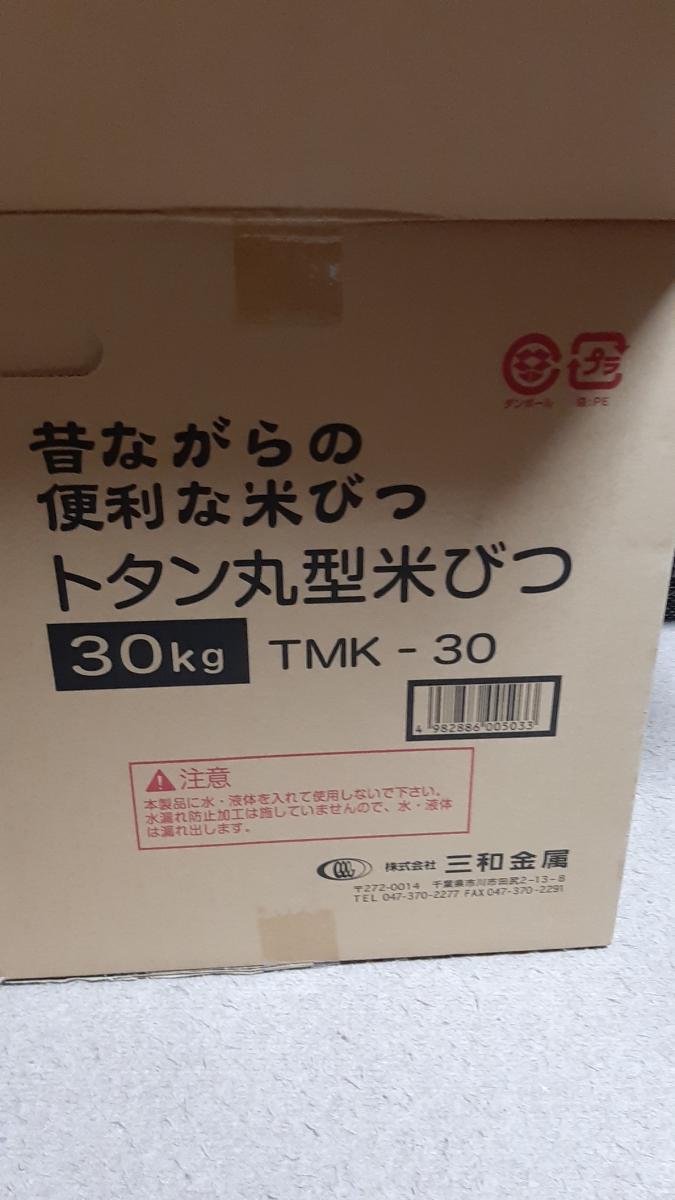 ダンボール
プラ
袋:PE
昔ながらの
便利な米びつ
トタン丸型米びつ
30kg TMK - 30
4 982886 005033
注意
本製品に水・液体を入れて使用しないで下さい。
水漏れ防止加工は施していませんので、水・液体
は漏れ出します。
株式会社 三和金属
〒272-0014 千葉県市川市田尻2-13-8
TEL 047-370-2277 FAX 047-370-2291